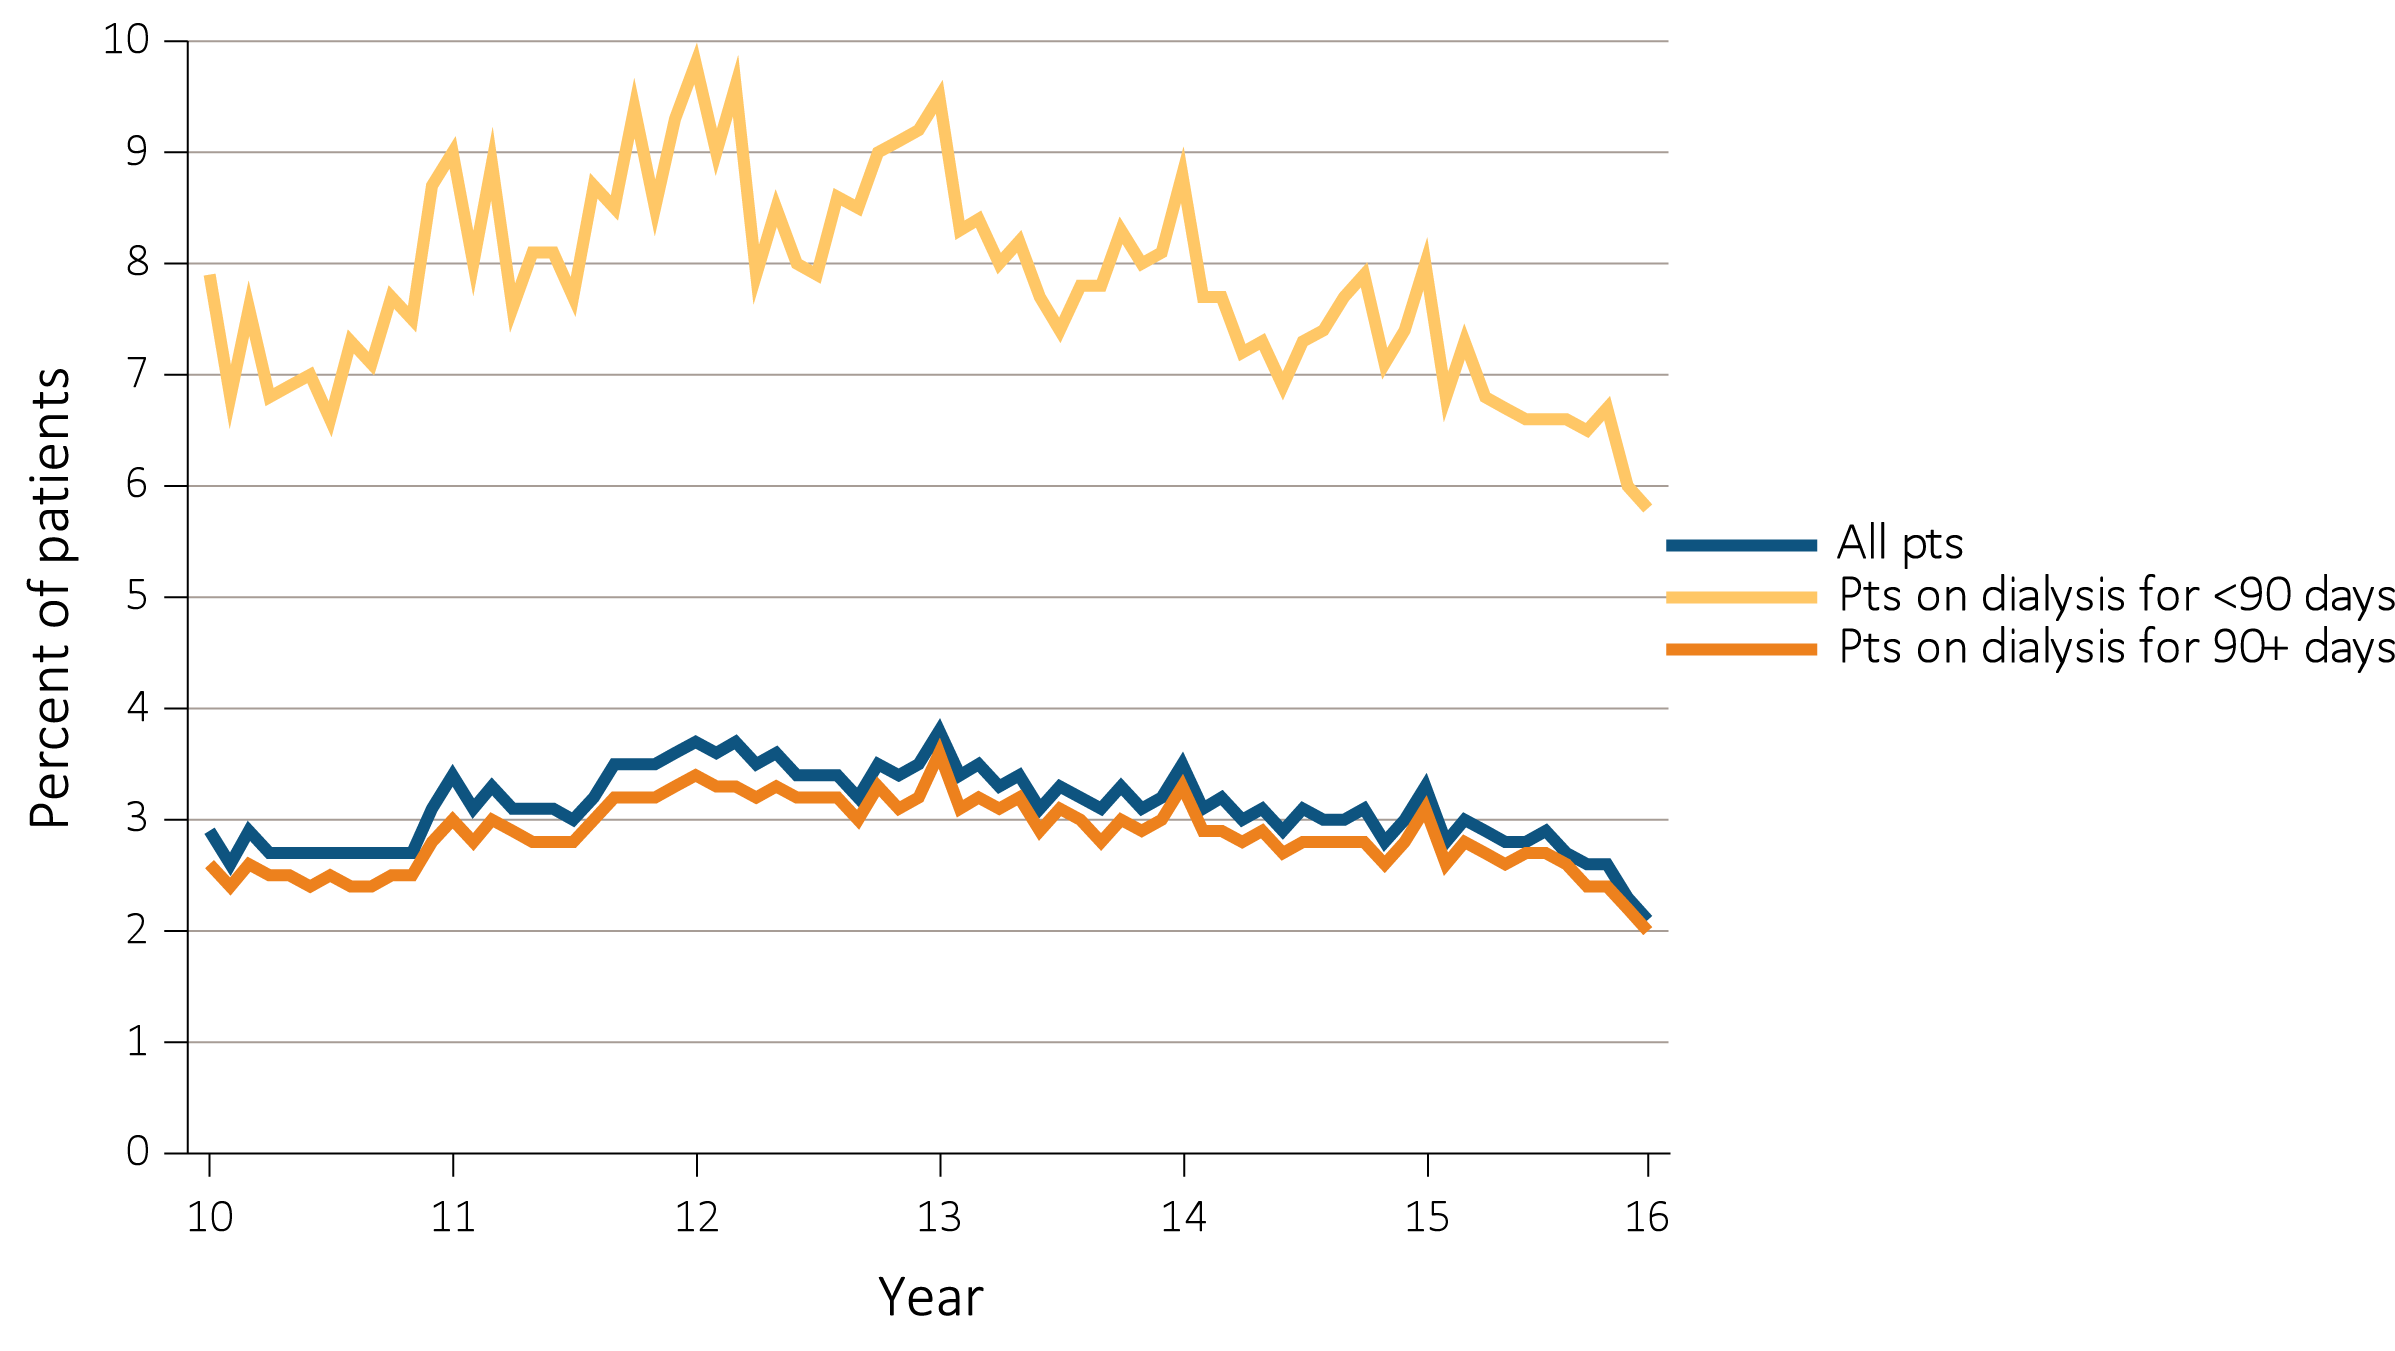 10
9
8
7
6
5
4
3
2
1
0
Percent of patients
10 11 12 13 14 15 16
Year
All pts
Pts on dialysis for <90 days
Pts on dialysis for 90+ days